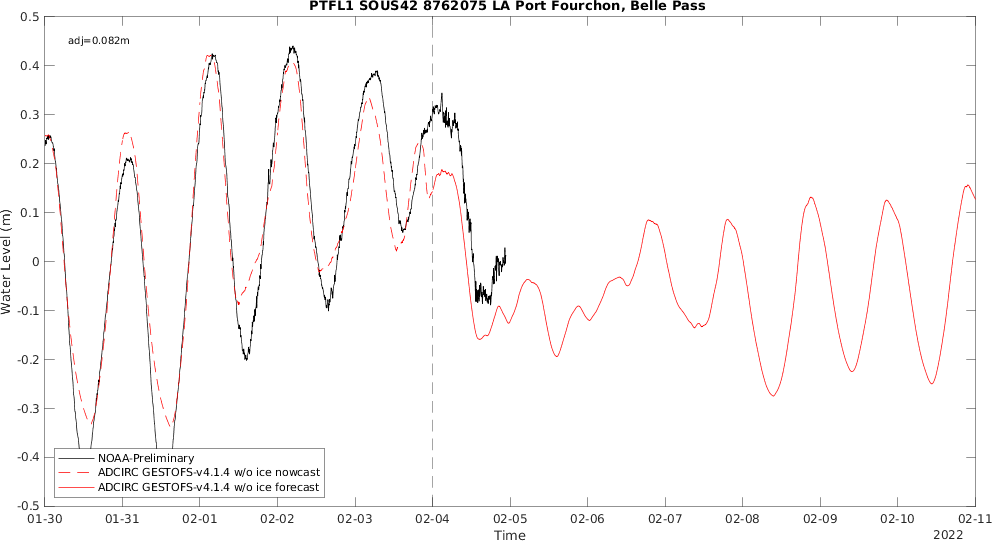 PTFL1 SOUS42 8762075 LA Port Fourchon, Belle Pass
adj=0.082m
0.5
0.4
0.3
0.2
0.1
0
-0.1
-0.2
-0.3
-0.4
-0.5
Water Level (m)
NOAA-Preliminary
ADCIRC GESTOFS-v4.1.4 w/o ice nowcast
ADCIRC GESTOFS-v4.1.4 w/o ice forecast
01-30 01-31 02-01 02-02 02-03 02-04 02-05 02-06 02-07 02-08 02-09 02-10 02-11
Time
2022